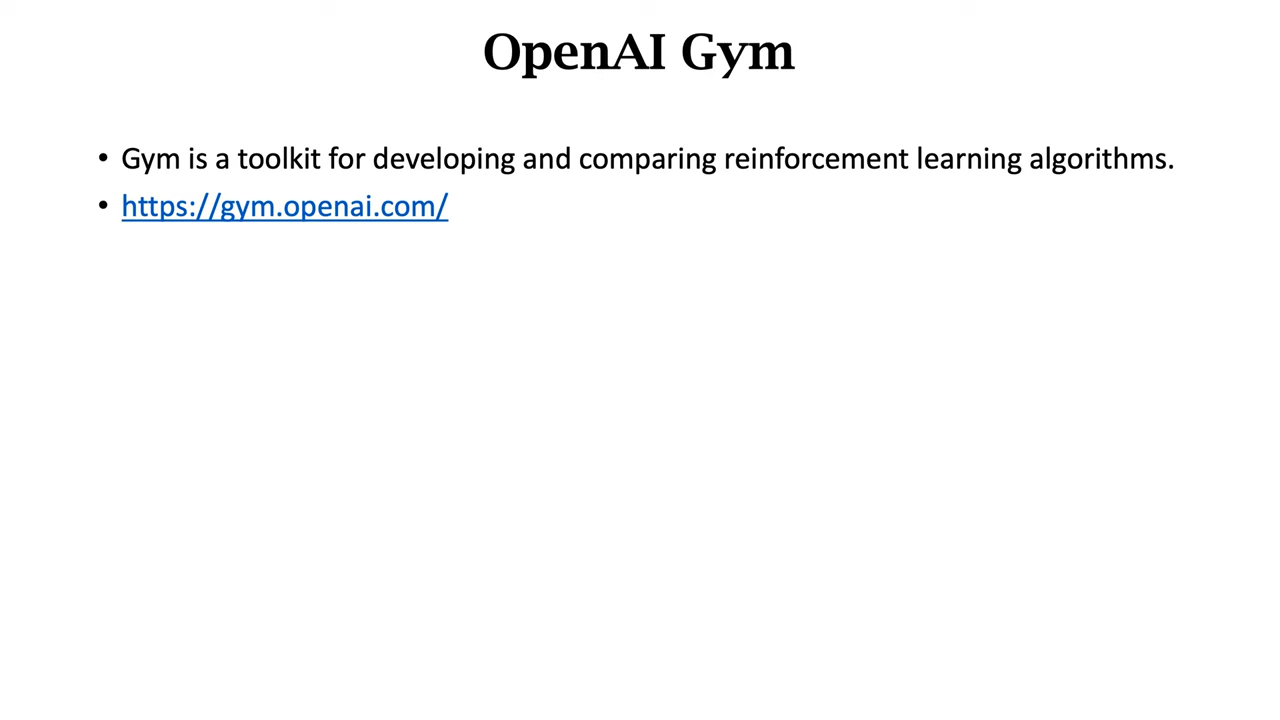 OpenAI Gym
• Gym is a toolkit for developing and comparing reinforcement learning algorithms.
• https://gym.openai.com/